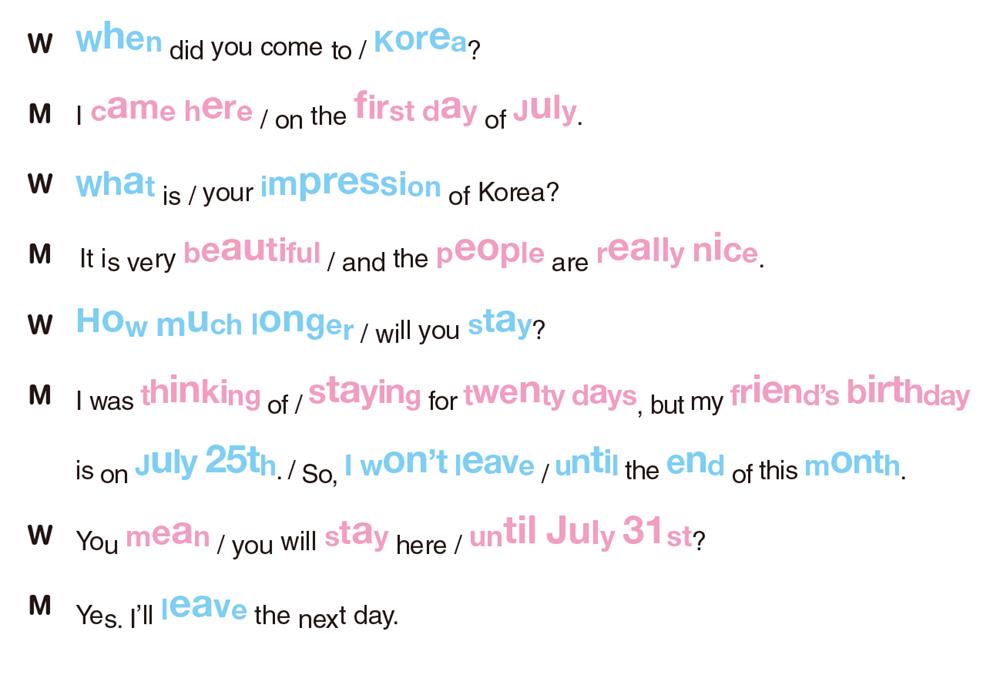 W When did you come to / Korea?
M I came here / on the first day of July.
W What is / your impression of Korea?
M It is very beautiful / and the people are really nice.
W How much longer / will you stay?
M I was thinking of / staying for twenty days, but my friend's birthday
is on July 25th. / So, I won't leave / until the end of this month.
W You mean / you will stay here / until July 31st?
M Yes. I'll leave the next day.